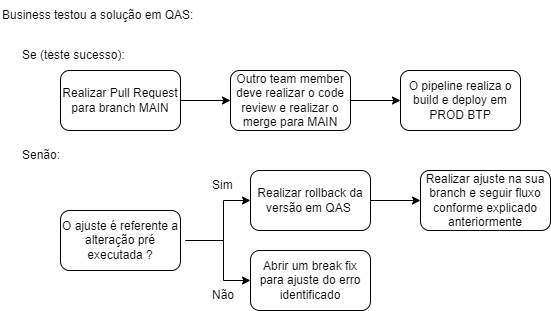 Business testou a solução em QAS:
Se (teste sucesso):
Realizar Pull Request
para branch MAIN
Outro team member
deve realizar o code
review e realizar o
merge para MAIN
O pipeline realiza o
build e deploy em
PROD BTP
Senão:
O ajuste é referente a
alteração pré
executada ?
Sim
Realizar rollback da
versão em QAS
Realizar ajuste na sua
branch e seguir fluxo
conforme explicado
anteriormente
Não
Abrir um break fix
para ajuste do erro
identificado